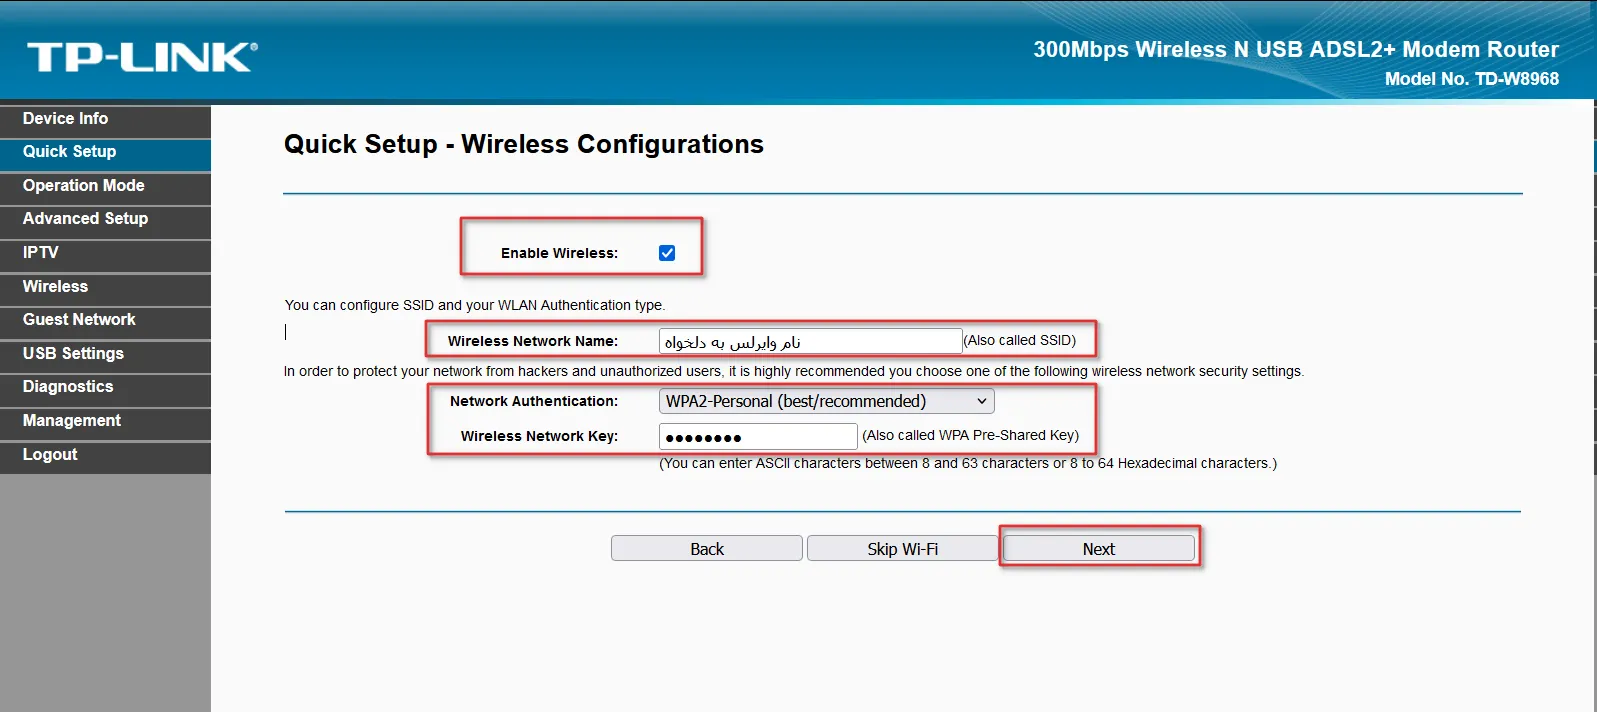 TP-LINK®
300Mbps Wireless N USB ADSL2+ Modem Router
Model No. TD-W8968
Device Info
Quick Setup
Operation Mode
Advanced Setup
IPTV
Wireless
Guest Network
USB Settings
Diagnostics
Management
Logout
Quick Setup - Wireless Configurations
Enable Wireless:
You can configure SSID and your WLAN Authentication type.
Wireless Network Name: نام وایرلس به دلخواه (Also called SSID)
In order to protect your network from hackers and unauthorized users, it is highly recommended you choose one of the following wireless network security settings.
Network Authentication: WPA2-Personal (best/recommended)
Wireless Network Key: ●●●●●●●● (Also called WPA Pre-Shared Key)
(You can enter ASCII characters between 8 and 63 characters or 8 to 64 Hexadecimal characters.)
Back Skip Wi-Fi Next